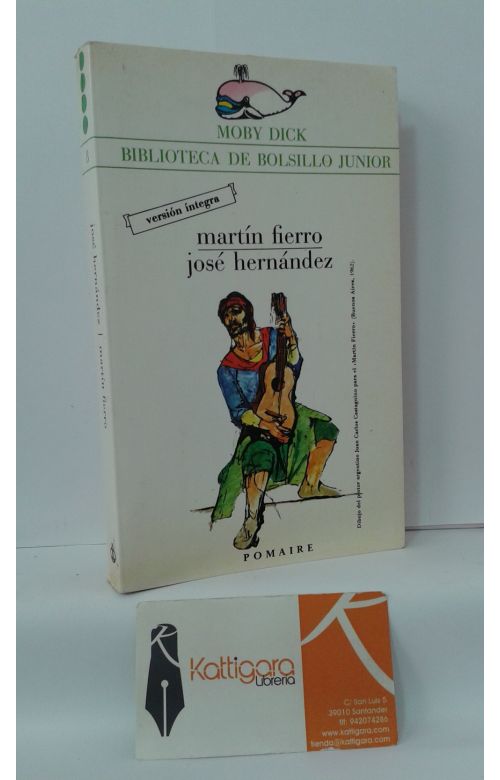 MOBY DICK
BIBLIOTECA DE BOLSILLO JUNIOR
versión íntegra
martín fierro
josé hernández
Dibujo del pintor argentino Juan Carlos Castagnino para el «Martín Fierro» (Buenos Aires, 1962).
POMAIRE
8
josé hernández | martín fierro
Kattigara
Librería
C/ San Luis 5
39010 Santander
tlf: 942074286
www.kattigara.com
tienda@kattigara.com